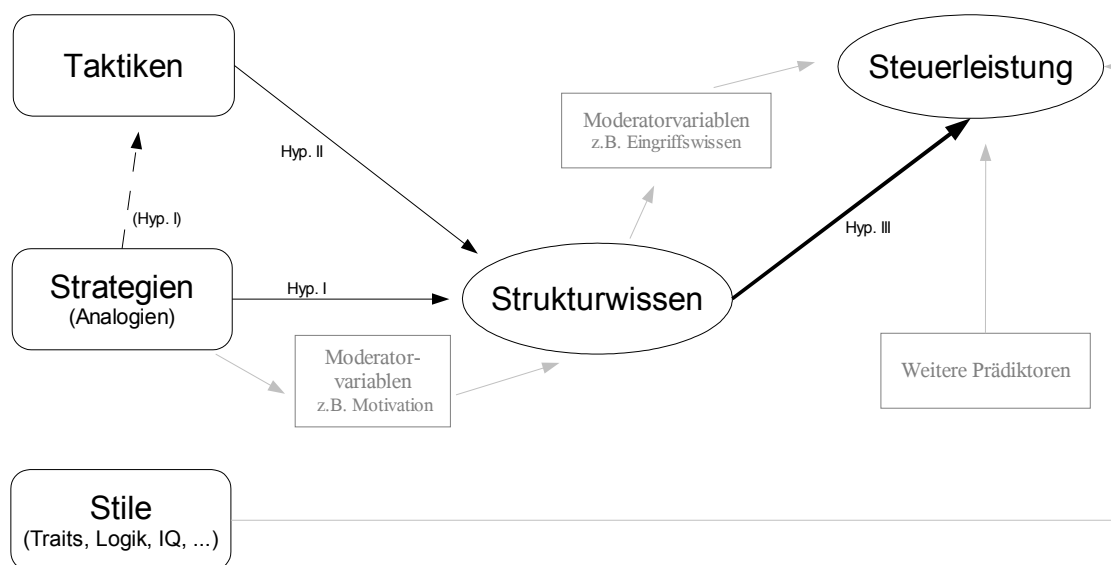 Taktiken
Steuerleistung
Moderatorvariablen
z.B. Eingriffswissen
Hyp. II
(Hyp. I)
Hyp. III
Strategien
(Analogien)
Hyp. I
Strukturwissen
Moderator-
variablen
z.B. Motivation
Weitere Prädiktoren
Stile
(Traits, Logik, IQ, ...)